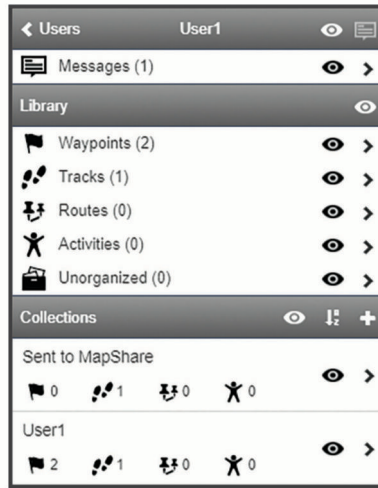 Users User1
Messages (1)
Library
Waypoints (2)
Tracks (1)
Routes (0)
Activities (0)
Unorganized (0)
Collections
Sent to MapShare
0 1 0 0
User1
2 1 0 0